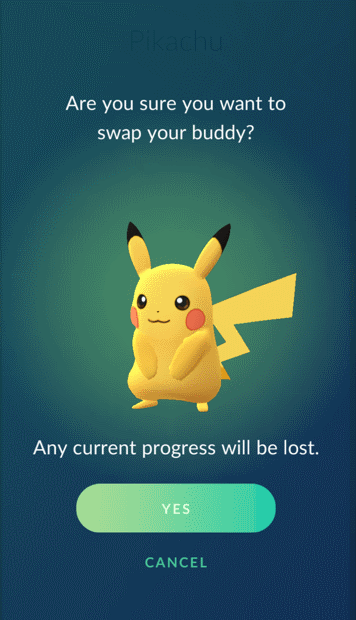 Pikachu
Are you sure you want to
swap your buddy?
Any current progress will be lost.
YES
CANCEL